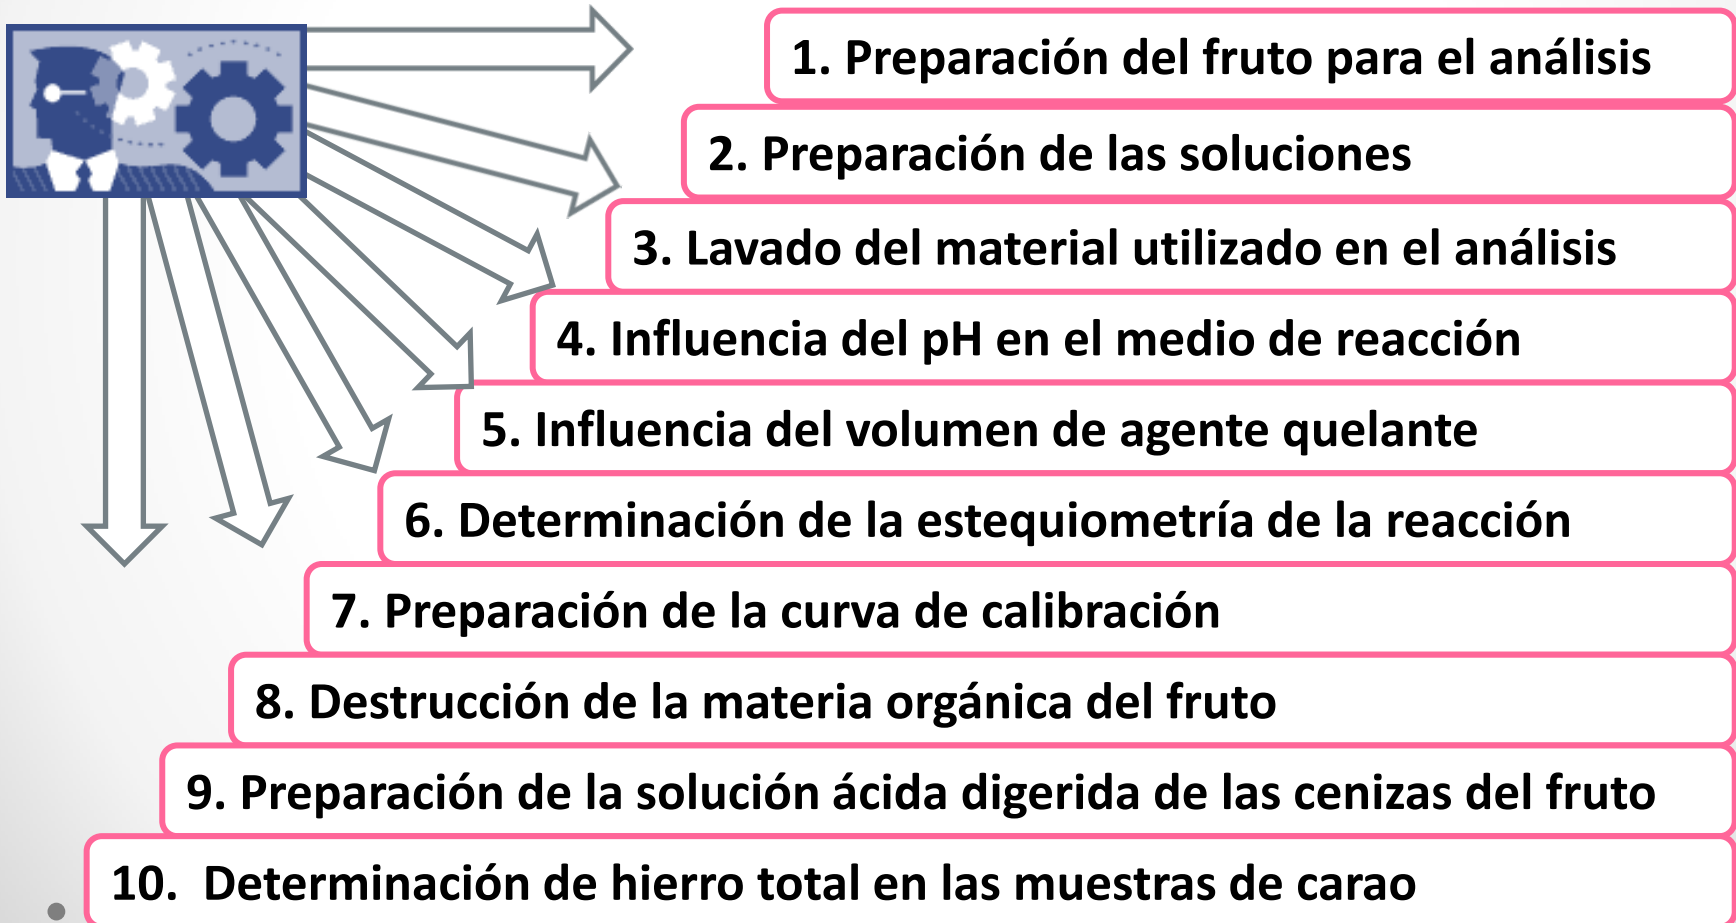 1. Preparación del fruto para el análisis
2. Preparación de las soluciones
3. Lavado del material utilizado en el análisis
4. Influencia del pH en el medio de reacción
5. Influencia del volumen de agente quelante
6. Determinación de la estequiometría de la reacción
7. Preparación de la curva de calibración
8. Destrucción de la materia orgánica del fruto
9. Preparación de la solución ácida digerida de las cenizas del fruto
10. Determinación de hierro total en las muestras de carao